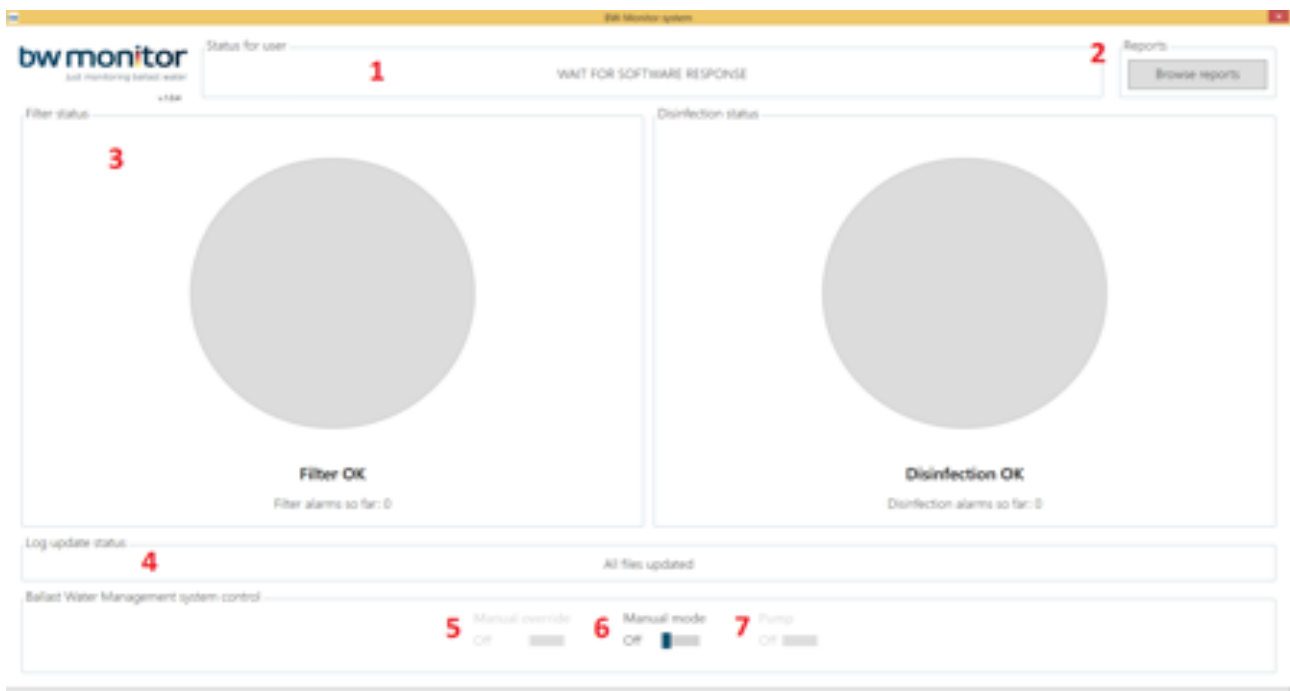 BW Monitor system
bw monitor
just monitoring ballast water
Status for user
1
WAIT FOR SOFTWARE RESPONSE
2
Reports
Browse reports
Filter status
3
Filter OK
Filter alarms so far: 0
Disinfection status
Disinfection OK
Disinfection alarms so far: 0
Log update status
4
All files updated
Ballast Water Management system control
5
Manual override
Off
6
Manual mode
Off
7
Pump
Off